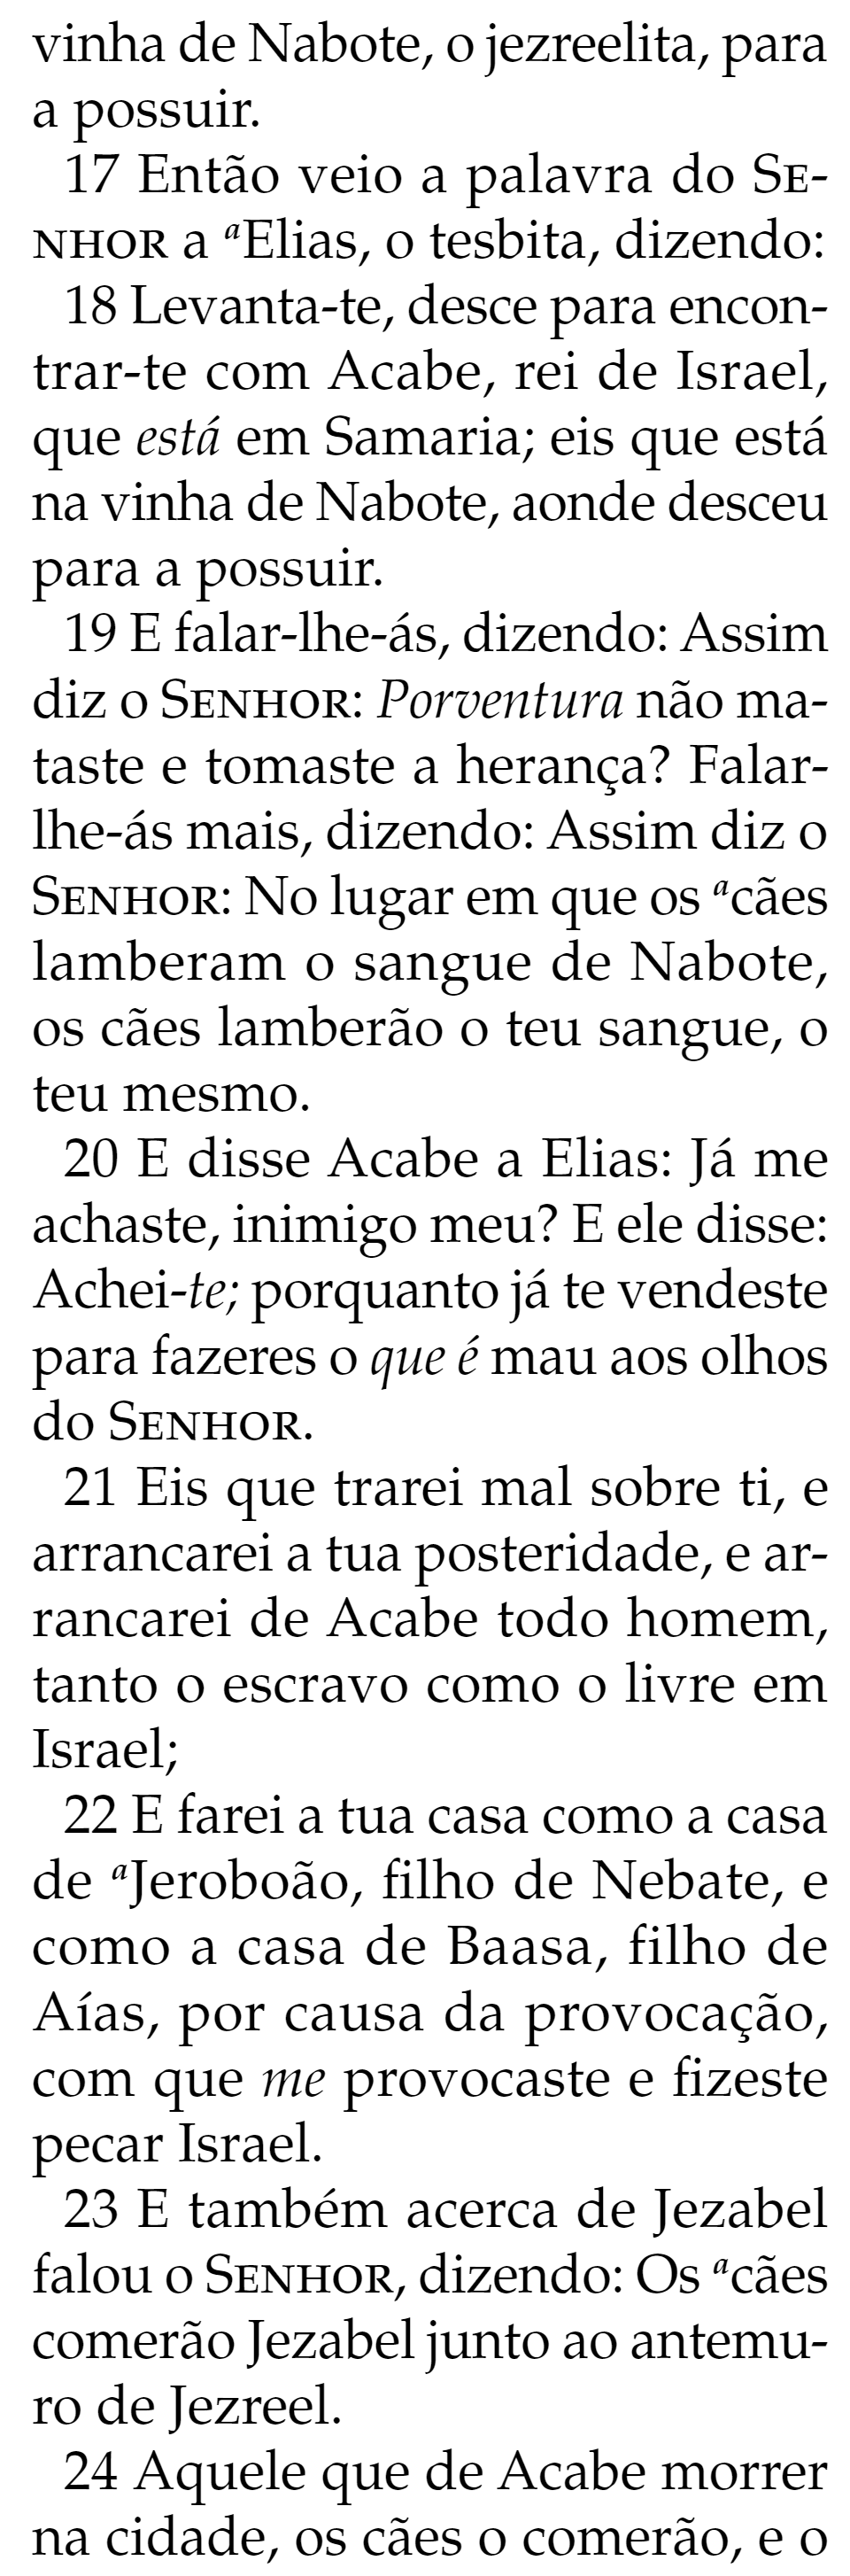 vinha de Nabote, o jezreelita, para
a possuir.
17 Então veio a palavra do SE-
NHOR a ᵃElias, o tesbita, dizendo:
18 Levanta-te, desce para encon-
trar-te com Acabe, rei de Israel,
que está em Samaria; eis que está
na vinha de Nabote, aonde desceu
para a possuir.
19 E falar-lhe-ás, dizendo: Assim
diz o SENHOR: Porventura não ma-
taste e tomaste a herança? Falar-
lhe-ás mais, dizendo: Assim diz o
SENHOR: No lugar em que os ᵃcães
lamberam o sangue de Nabote,
os cães lamberão o teu sangue, o
teu mesmo.
20 E disse Acabe a Elias: Já me
achaste, inimigo meu? E ele disse:
Achei-te; porquanto já te vendeste
para fazeres o que é mau aos olhos
do SENHOR.
21 Eis que trarei mal sobre ti, e
arrancarei a tua posteridade, e ar-
rancarei de Acabe todo homem,
tanto o escravo como o livre em
Israel;
22 E farei a tua casa como a casa
de ᵃJeroboão, filho de Nebate, e
como a casa de Baasa, filho de
Aías, por causa da provocação,
com que me provocaste e fizeste
pecar Israel.
23 E também acerca de Jezabel
falou o SENHOR, dizendo: Os ᵃcães
comerão Jezabel junto ao antemu-
ro de Jezreel.
24 Aquele que de Acabe morrer
na cidade, os cães o comerão, e o